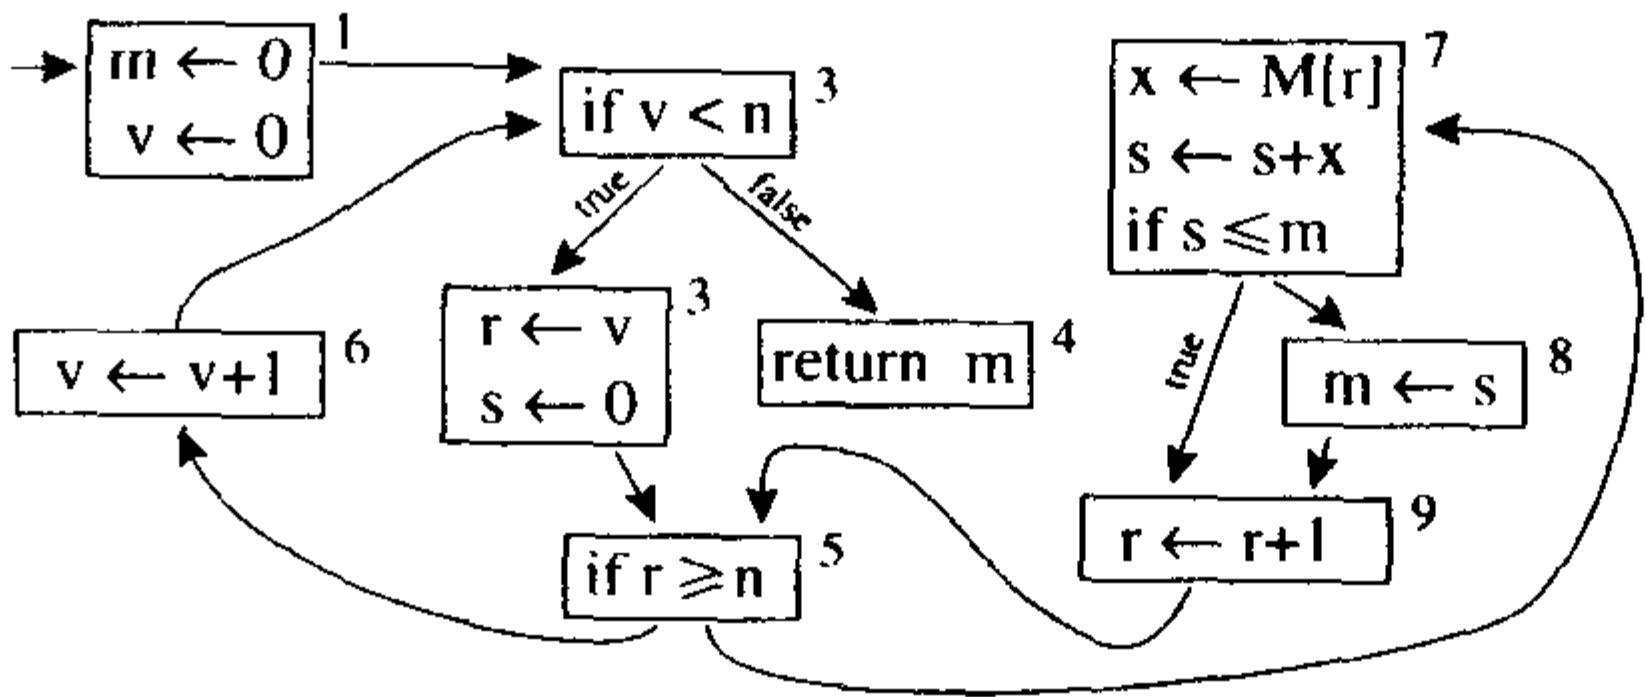 m ← 0
v ← 0
1
if v < n
3
true
false
r ← v
s ← 0
3
return m
4
v ← v+1
6
if r ⩾ n
5
x ← M[r]
s ← s+x
if s ⩽ m
7
true
m ← s
8
r ← r+1
9